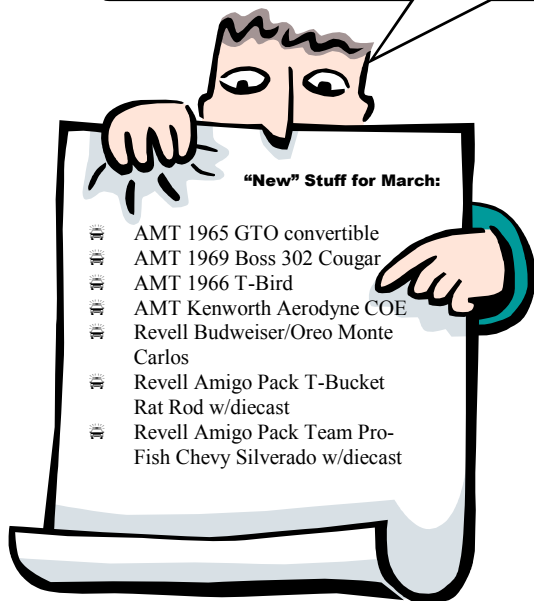 “New” Stuff for March:
AMT 1965 GTO convertible
AMT 1969 Boss 302 Cougar
AMT 1966 T-Bird
AMT Kenworth Aerodyne COE
Revell Budweiser/Oreo Monte
Carlos
Revell Amigo Pack T-Bucket
Rat Rod w/diecast
Revell Amigo Pack Team Pro-
Fish Chevy Silverado w/diecast